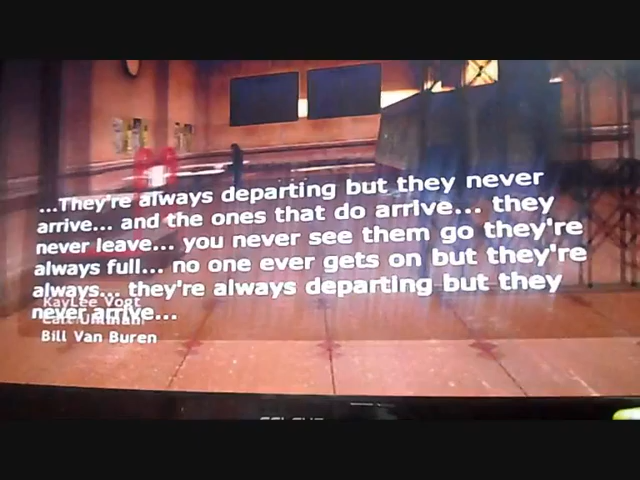 ...They're always departing but they never
arrive... and the ones that do arrive... they
never leave... you never see them go they're
always full... no one ever gets on but they're
always... they're always departing but they
never arrive...
KayLee Vogt
Bill Van Buren